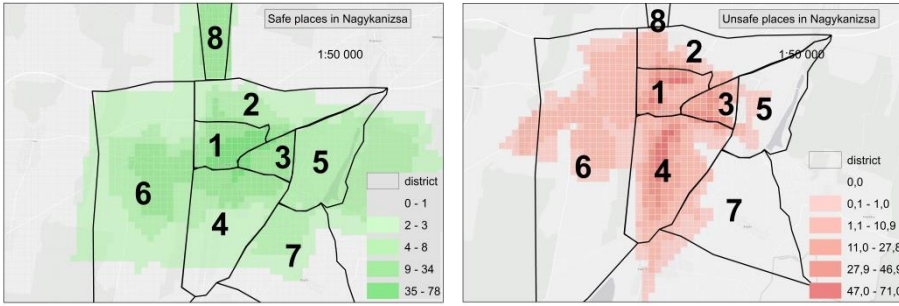 Safe places in Nagykanizsa
1:50 000
8
2
1
3
5
6
4
7
district
0 - 1
2 - 3
4 - 8
9 - 34
35 - 78
Unsafe places in Nagykanizsa
1:50 000
8
2
1
3
5
6
4
7
district
0,0
0,1 - 1,0
1,1 - 10,9
11,0 - 27,8
27,9 - 46,9
47,0 - 71,0